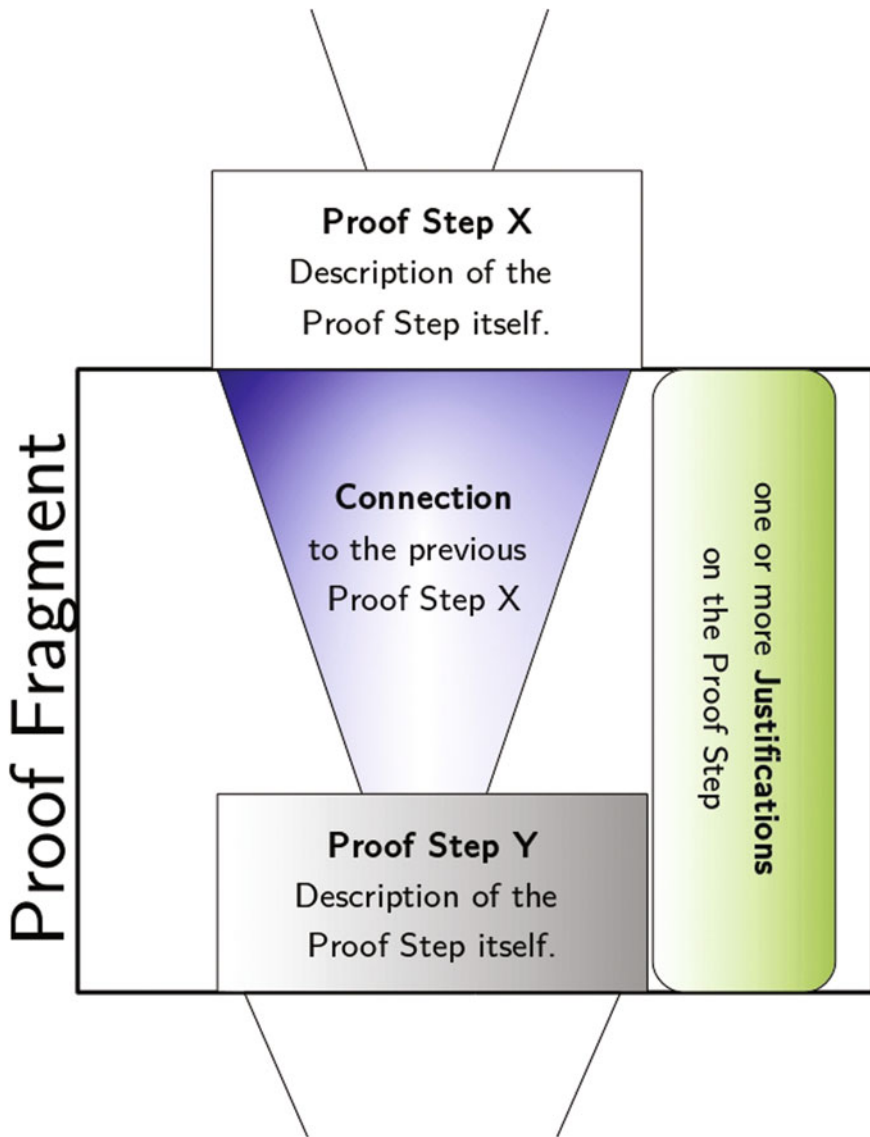 Proof Step X
Description of the
Proof Step itself.
Proof Fragment
Connection
to the previous
Proof Step X
one or more Justifications
on the Proof Step
Proof Step Y
Description of the
Proof Step itself.